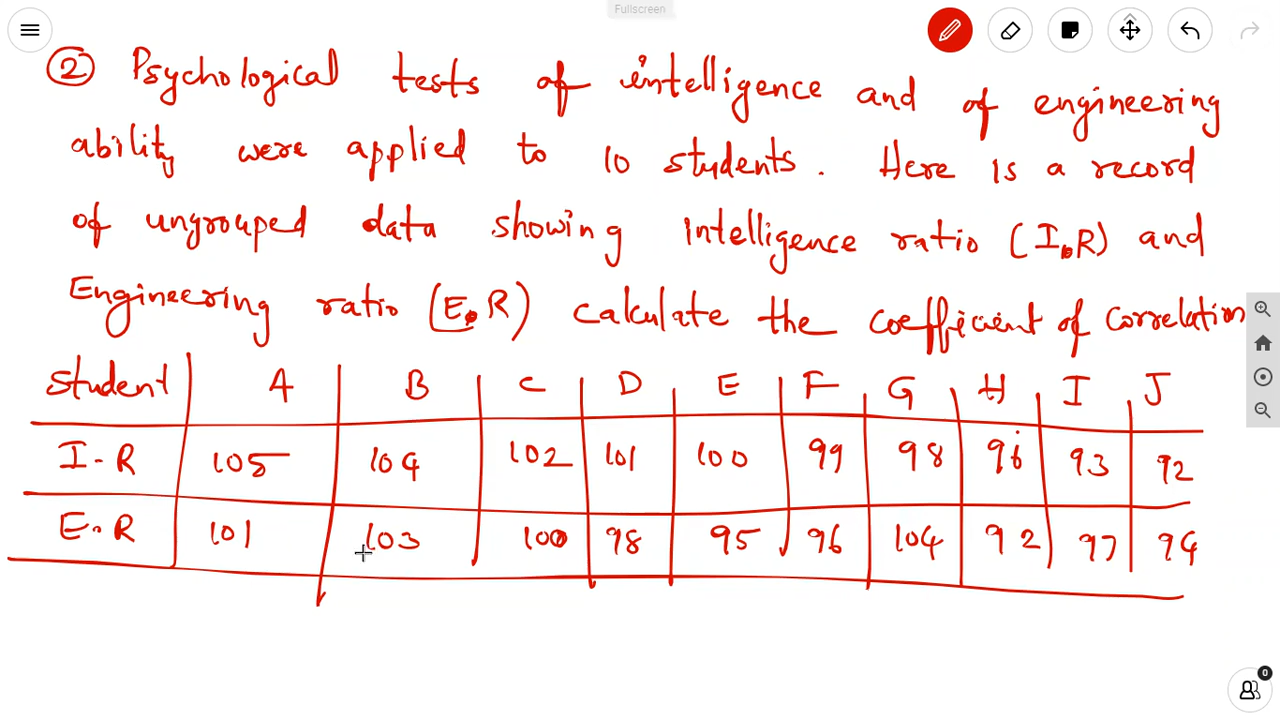 Fullscreen
② Psychological tests of intelligence and of engineering
ability were applied to 10 students. Here is a record
of ungrouped data showing intelligence ratio (I.R) and
Engineering ratio (E.R) calculate the coefficient of correlation
Student A B C D E F G H I J
I-R 105 104 102 101 100 99 98 96 93 92
E.R 101 103 100 98 95 96 104 92 97 94
0